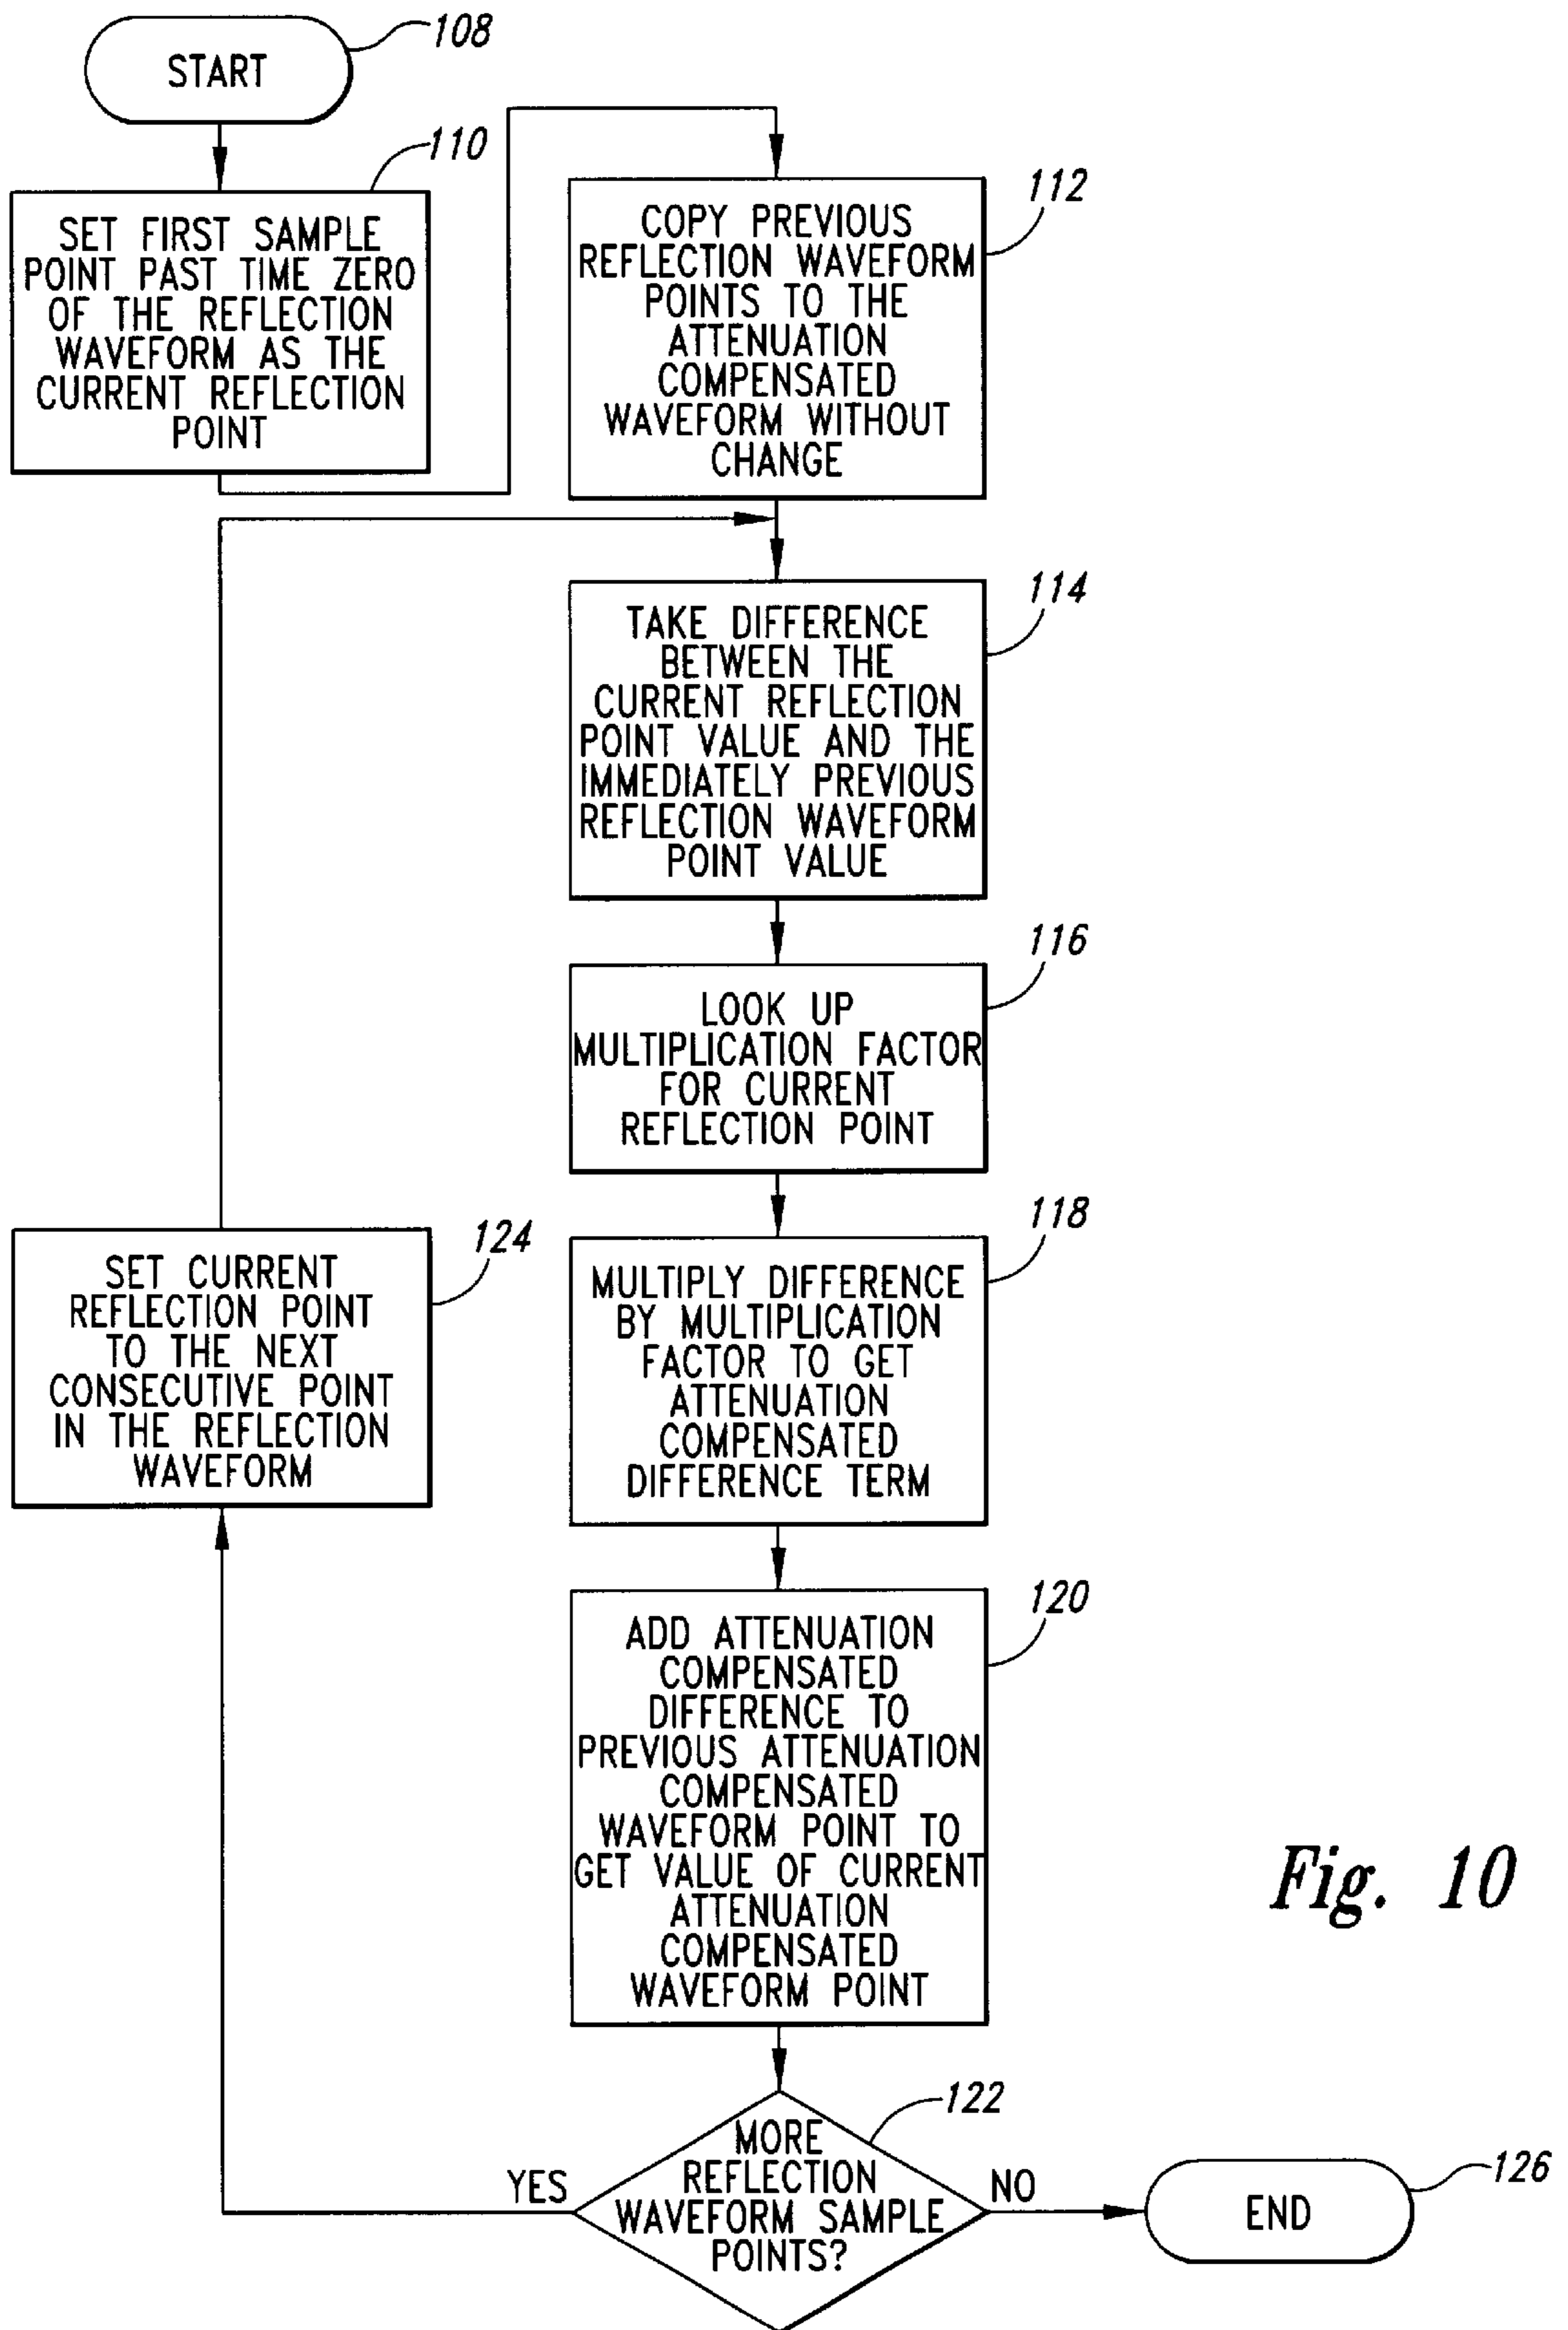 START
108
110
SET FIRST SAMPLE
POINT PAST TIME ZERO
OF THE REFLECTION
WAVEFORM AS THE
CURRENT REFLECTION
POINT
112
COPY PREVIOUS
REFLECTION WAVEFORM
POINTS TO THE
ATTENUATION
COMPENSATED
WAVEFORM WITHOUT
CHANGE
114
TAKE DIFFERENCE
BETWEEN THE
CURRENT REFLECTION
POINT VALUE AND THE
IMMEDIATELY PREVIOUS
REFLECTION WAVEFORM
POINT VALUE
116
LOOK UP
MULTIPLICATION FACTOR
FOR CURRENT
REFLECTION POINT
118
MULTIPLY DIFFERENCE
BY MULTIPLICATION
FACTOR TO GET
ATTENUATION
COMPENSATED
DIFFERENCE TERM
120
ADD ATTENUATION
COMPENSATED
DIFFERENCE TO
PREVIOUS ATTENUATION
COMPENSATED
WAVEFORM POINT TO
GET VALUE OF CURRENT
ATTENUATION
COMPENSATED
WAVEFORM POINT
122
MORE
REFLECTION
WAVEFORM SAMPLE
POINTS?
YES
NO
124
SET CURRENT
REFLECTION POINT
TO THE NEXT
CONSECUTIVE POINT
IN THE REFLECTION
WAVEFORM
126
END
Fig. 10